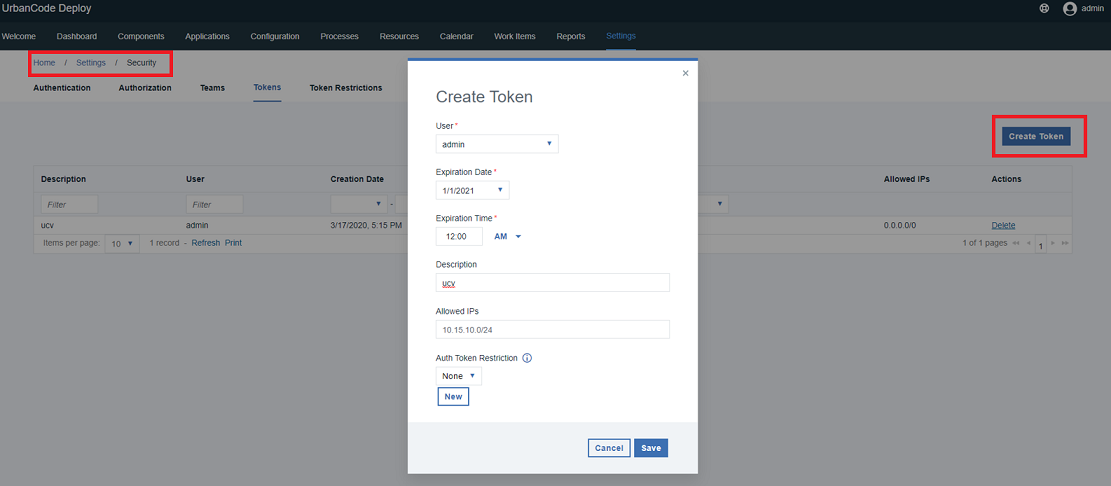 UrbanCode Deploy
admin
Welcome Dashboard Components Applications Configuration Processes Resources Calendar Work Items Reports Settings
Home / Settings / Security
Authentication Authorization Teams Tokens Token Restrictions
Create Token
Description User Creation Date Allowed IPs Actions
Filter Filter -
ucv admin 3/17/2020, 5:15 PM 0.0.0.0/0 Delete
Items per page: 10 1 record - Refresh Print 1 of 1 pages 1
×
Create Token
User *
admin
Expiration Date *
1/1/2021
Expiration Time *
12:00 AM
Description
ucv
Allowed IPs
10.15.10.0/24
Auth Token Restriction
None
New
Cancel Save